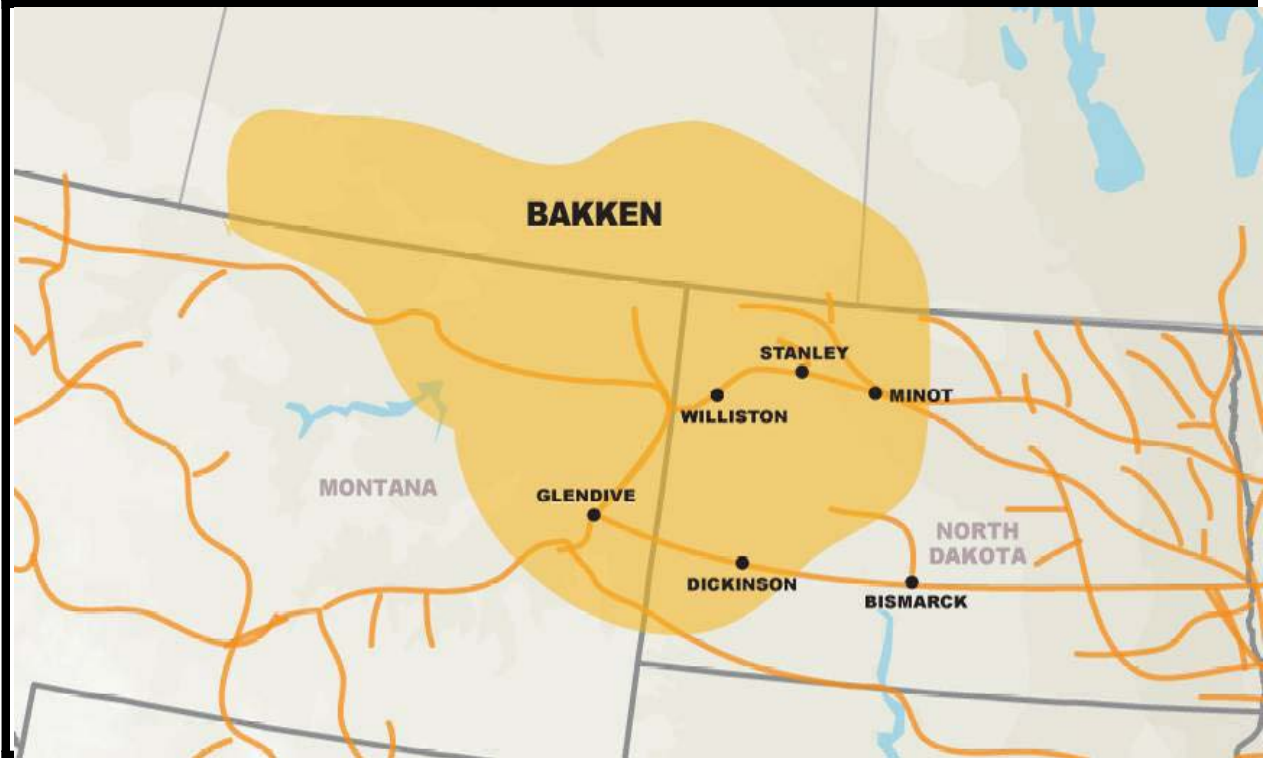 BAKKEN
STANLEY
MINOT
WILLISTON
MONTANA
GLENDIVE
NORTH
DAKOTA
DICKINSON
BISMARCK